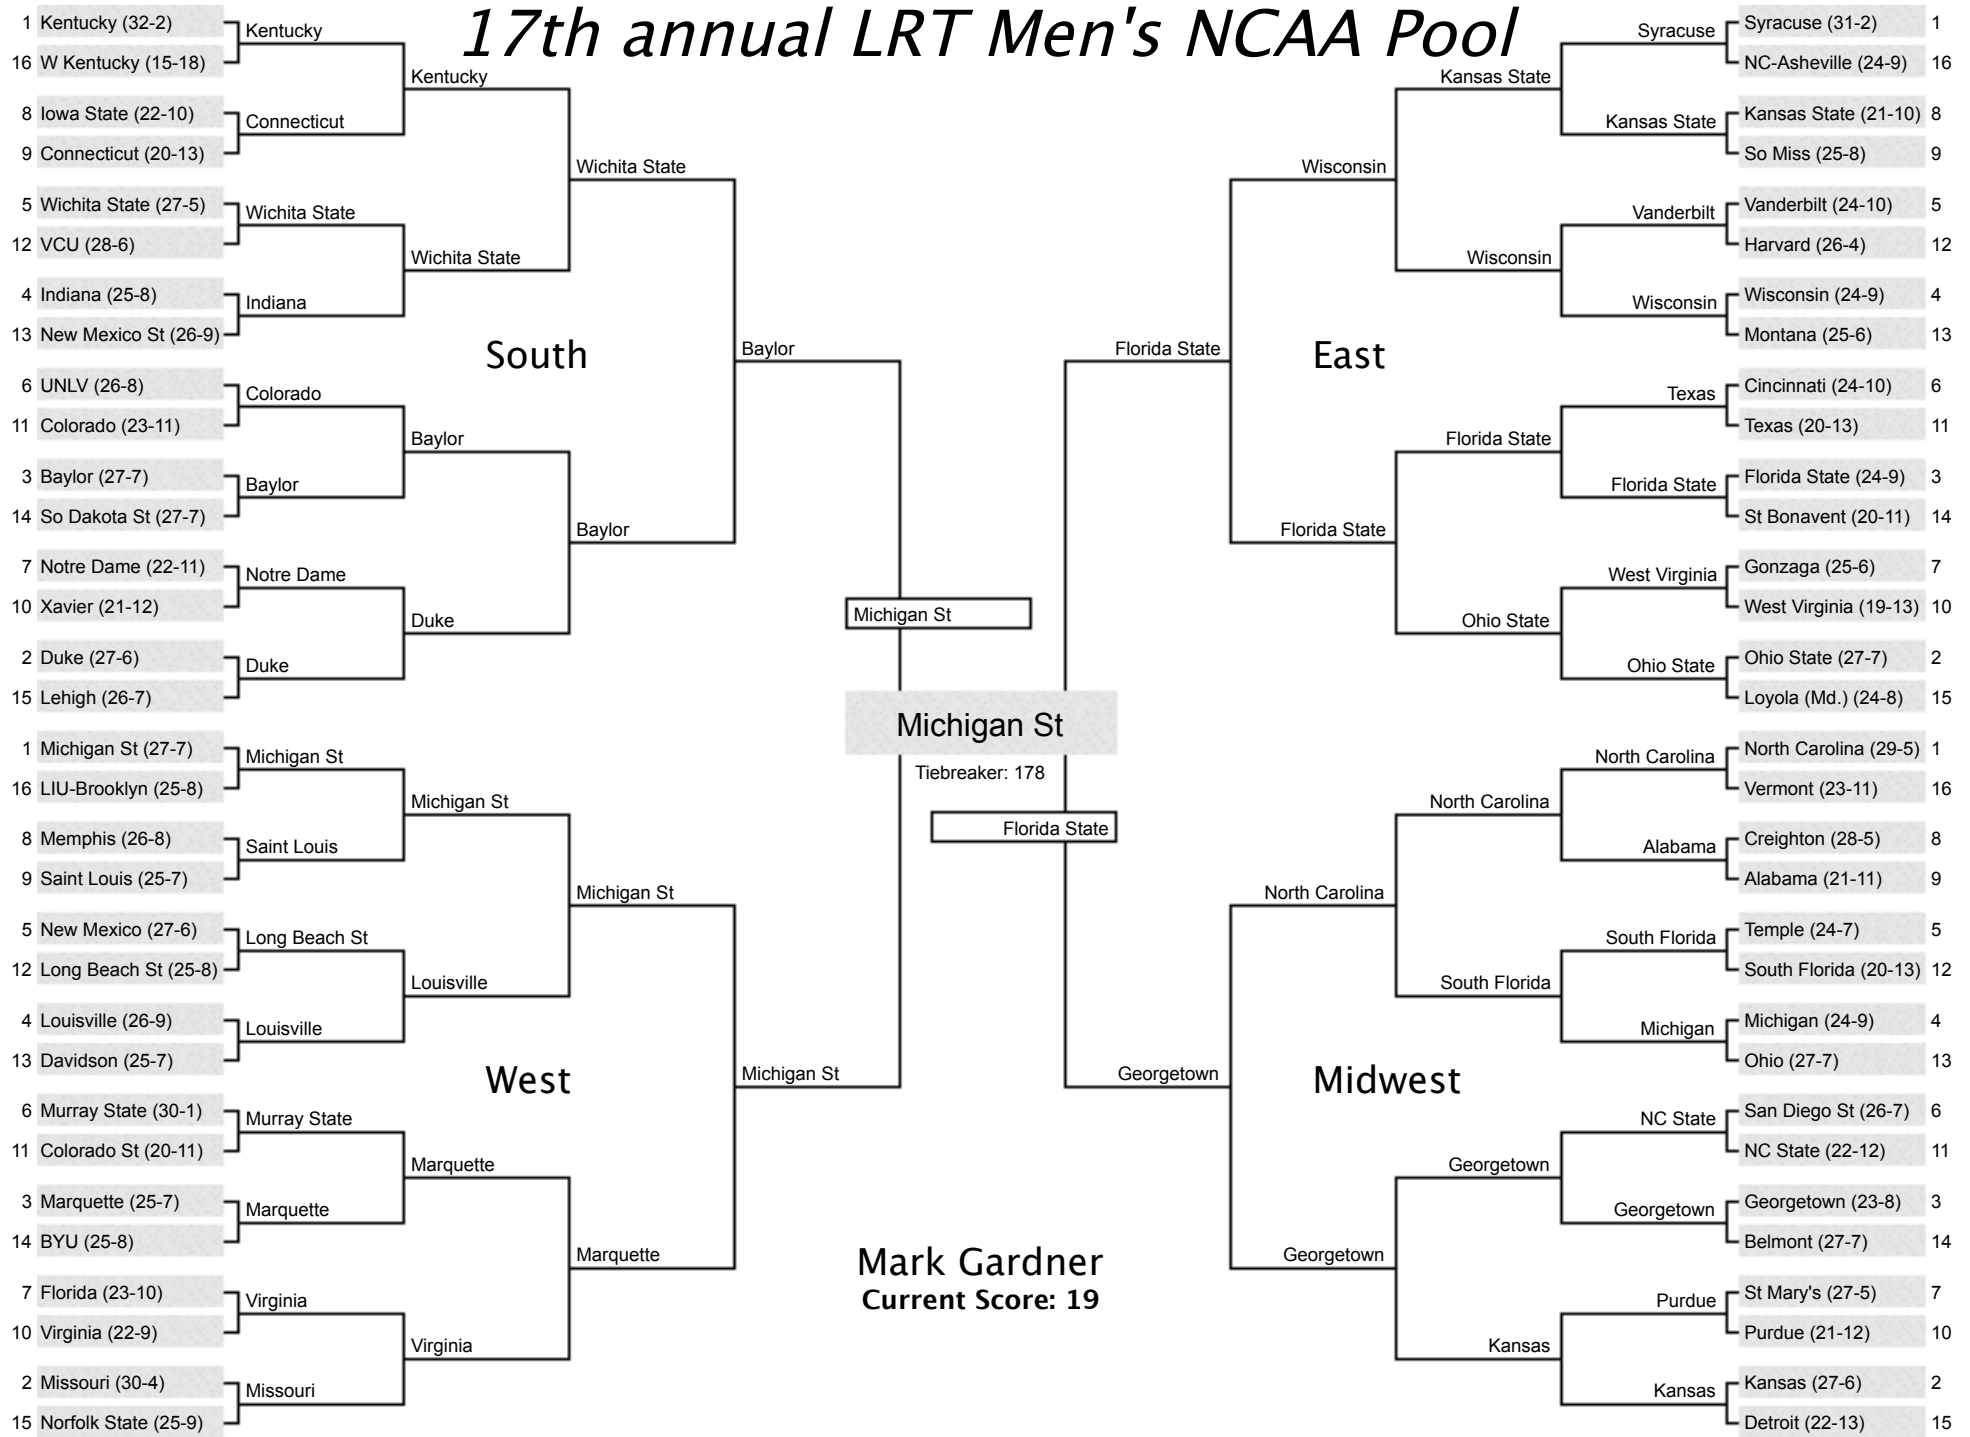 17th annual LRT Men's NCAA Pool
1 Kentucky (32-2)
16 W Kentucky (15-18)
8 Iowa State (22-10)
9 Connecticut (20-13)
5 Wichita State (27-5)
12 VCU (28-6)
4 Indiana (25-8)
13 New Mexico St (26-9)
6 UNLV (26-8)
11 Colorado (23-11)
3 Baylor (27-7)
14 So Dakota St (27-7)
7 Notre Dame (22-11)
10 Xavier (21-12)
2 Duke (27-6)
15 Lehigh (26-7)
Kentucky
Connecticut
Wichita State
Indiana
Colorado
Baylor
Notre Dame
Duke
Kentucky
Wichita State
Baylor
Duke
Wichita State
Baylor
South
Baylor
1 Michigan St (27-7)
16 LIU-Brooklyn (25-8)
8 Memphis (26-8)
9 Saint Louis (25-7)
5 New Mexico (27-6)
12 Long Beach St (25-8)
4 Louisville (26-9)
13 Davidson (25-7)
6 Murray State (30-1)
11 Colorado St (20-11)
3 Marquette (25-7)
14 BYU (25-8)
7 Florida (23-10)
10 Virginia (22-9)
2 Missouri (30-4)
15 Norfolk State (25-9)
Michigan St
Saint Louis
Long Beach St
Louisville
Murray State
Marquette
Virginia
Missouri
Michigan St
Louisville
Marquette
Virginia
Michigan St
Marquette
West
Michigan St
Michigan St
Michigan St
Tiebreaker: 178
Florida State
Mark Gardner
Current Score: 19
Syracuse (31-2) 1
NC-Asheville (24-9) 16
Kansas State (21-10) 8
So Miss (25-8) 9
Vanderbilt (24-10) 5
Harvard (26-4) 12
Wisconsin (24-9) 4
Montana (25-6) 13
Cincinnati (24-10) 6
Texas (20-13) 11
Florida State (24-9) 3
St Bonavent (20-11) 14
Gonzaga (25-6) 7
West Virginia (19-13) 10
Ohio State (27-7) 2
Loyola (Md.) (24-8) 15
Syracuse
Kansas State
Vanderbilt
Wisconsin
Texas
Florida State
West Virginia
Ohio State
Kansas State
Wisconsin
Florida State
Ohio State
Wisconsin
Florida State
East
Florida State
North Carolina (29-5) 1
Vermont (23-11) 16
Creighton (28-5) 8
Alabama (21-11) 9
Temple (24-7) 5
South Florida (20-13) 12
Michigan (24-9) 4
Ohio (27-7) 13
San Diego St (26-7) 6
NC State (22-12) 11
Georgetown (23-8) 3
Belmont (27-7) 14
St Mary's (27-5) 7
Purdue (21-12) 10
Kansas (27-6) 2
Detroit (22-13) 15
North Carolina
Alabama
South Florida
Michigan
NC State
Georgetown
Purdue
Kansas
North Carolina
South Florida
Georgetown
Kansas
North Carolina
Georgetown
Midwest
Georgetown